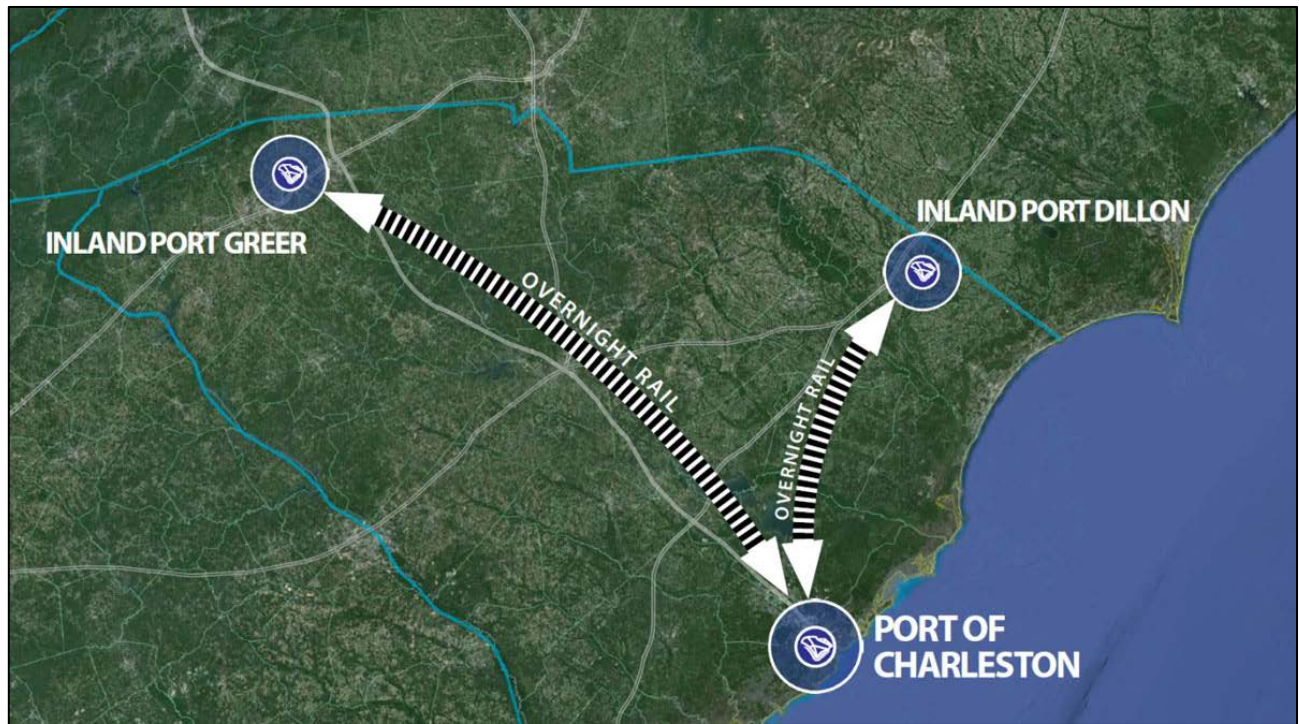 INLAND PORT GREER
INLAND PORT DILLON
OVERNIGHT RAIL
OVERNIGHT RAIL
PORT OF
CHARLESTON